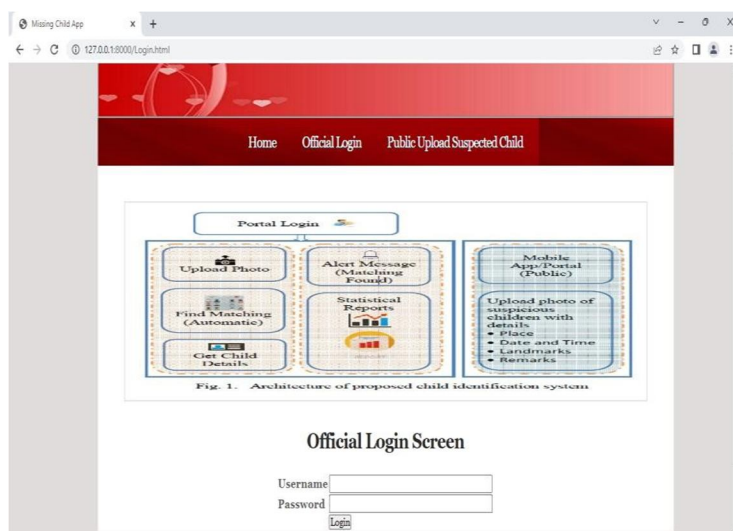 Missing Child App
127.0.0.1:8000/Login.html
Home Official Login Public Upload Suspected Child
Portal Login
Upload Photo
Find Matching
(Automatic)
Get Child
Details
Alert Message
(Matching
Found)
Statistical
Reports
Mobile
App/Portal
(Public)
Upload photo of
suspicious
children with
details
• Place
• Date and Time
• Landmarks
• Remarks
Fig. 1. Architecture of proposed child identification system
Official Login Screen
Username
Password
Login